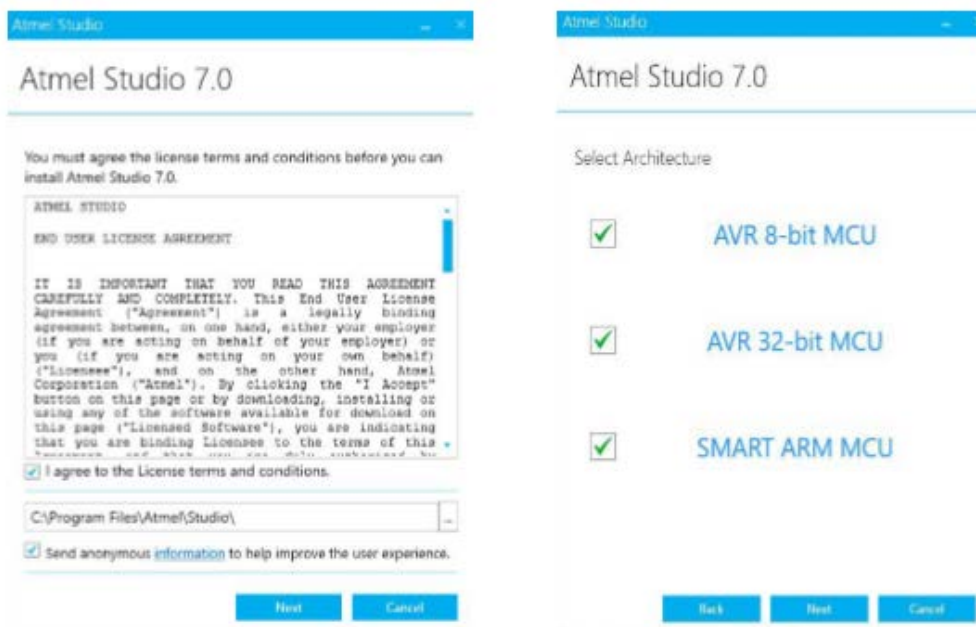 Atmel Studio
Atmel Studio 7.0
You must agree the license terms and conditions before you can
install Atmel Studio 7.0.
ATMEL STUDIO
END USER LICENSE AGREEMENT
IT IS IMPORTANT THAT YOU READ THIS AGREEMENT
CAREFULLY AND COMPLETELY. This End User License
Agreement ("Agreement") is a legally binding
agreement between, on one hand, either your employer
(if you are acting on behalf of your employer) or
you (if you are acting on your own behalf)
("Licensee"), and on the other hand, Atmel
Corporation ("Atmel"). By clicking the "I Accept"
button on this page or by downloading, installing or
using any of the software available for download on
this page ("Licensed Software"), you are indicating
that you are binding Licensee to the terms of this
I agree to the License terms and conditions.
C:\Program Files\Atmel\Studio\
...
Send anonymous information to help improve the user experience.
Next Cancel
Atmel Studio
Atmel Studio 7.0
Select Architecture
AVR 8-bit MCU
AVR 32-bit MCU
SMART ARM MCU
Back Next Cancel